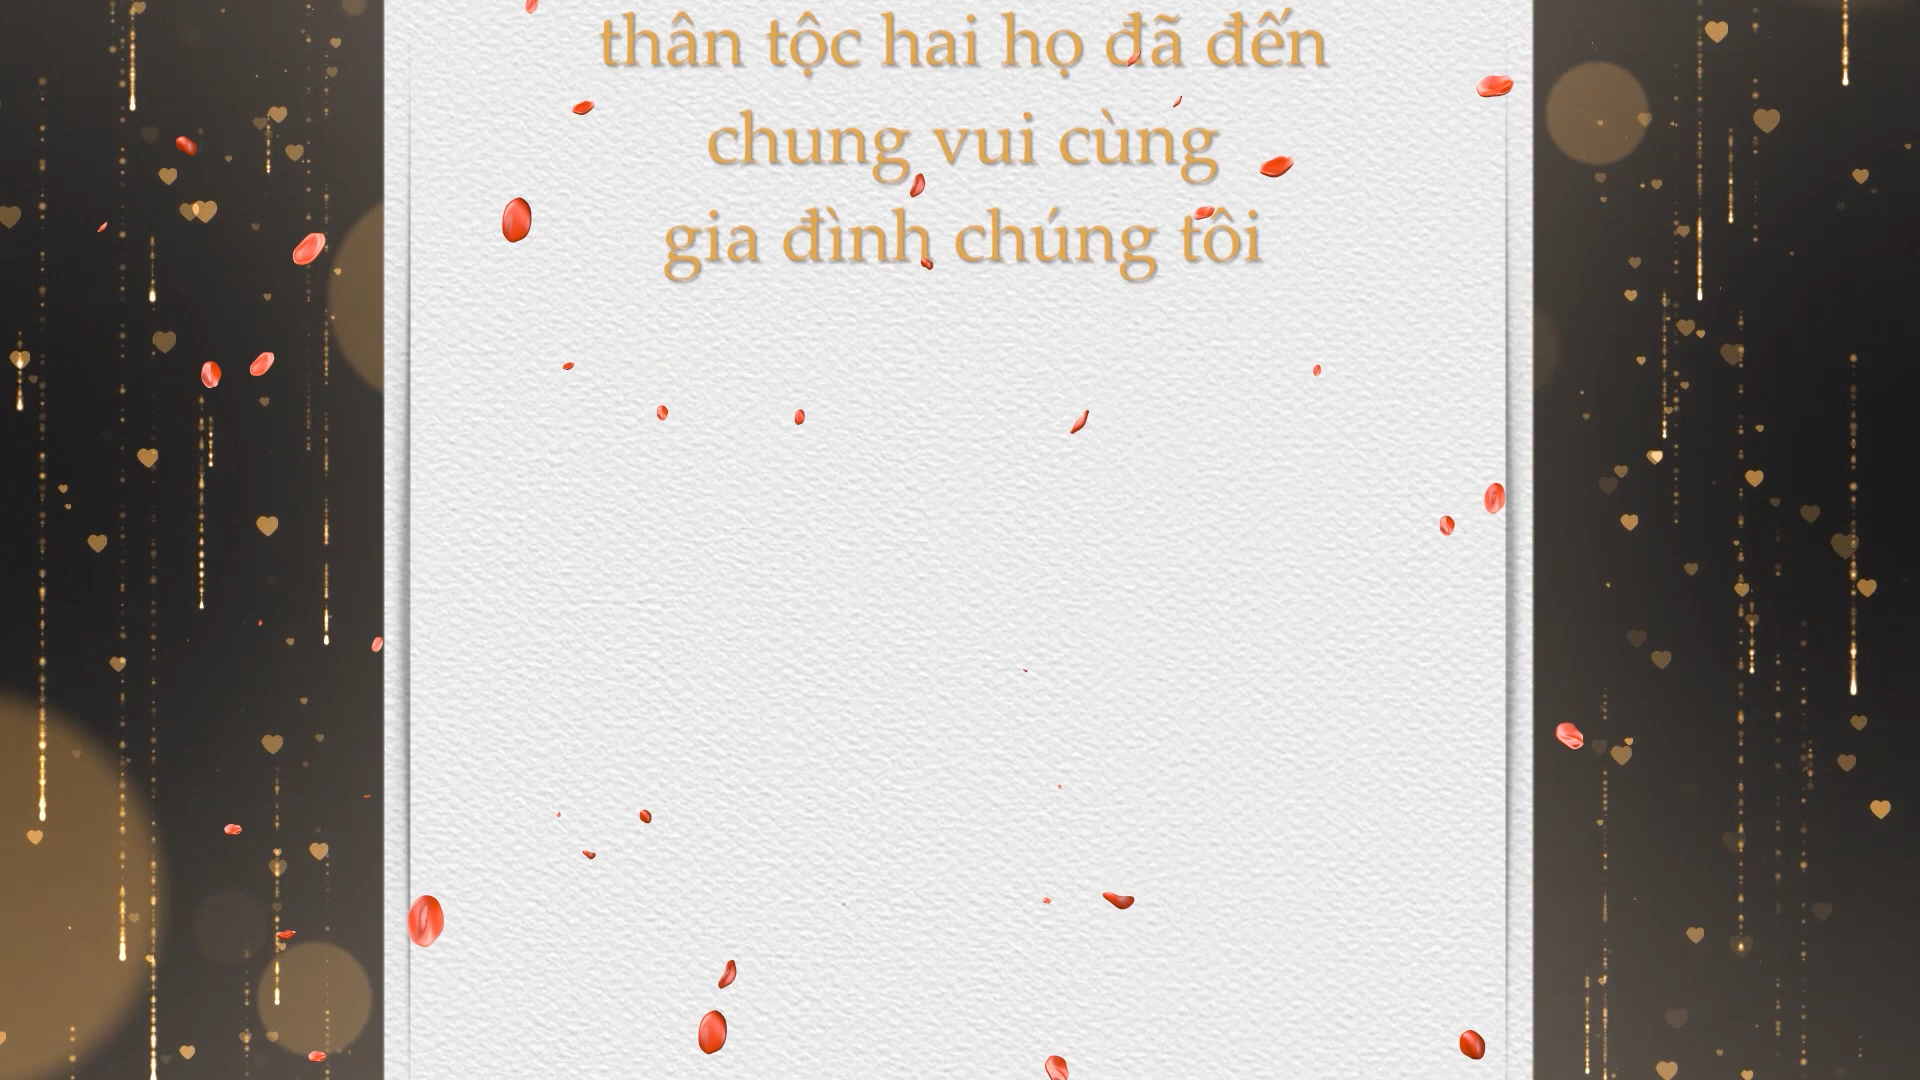 thân tộc hai họ đã đến
chung vui cùng
gia đình chúng tôi